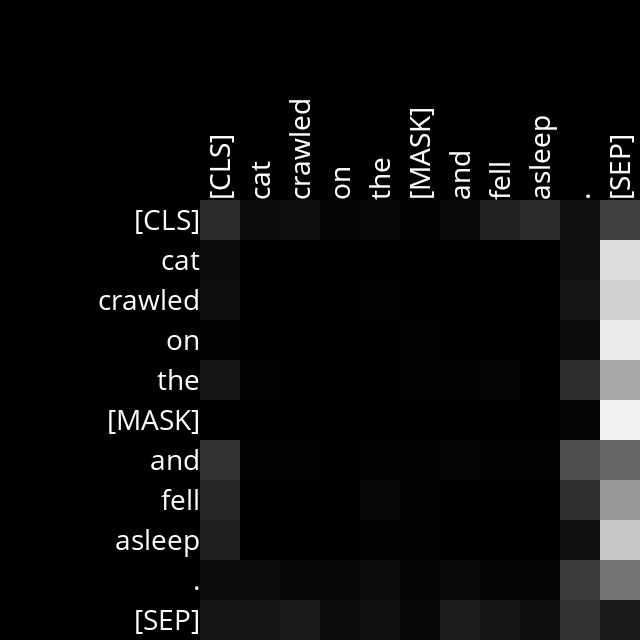 [CLS] cat crawled on the [MASK] and fell asleep . [SEP]
[CLS]
cat
crawled
on
the
[MASK]
and
fell
asleep
.
[SEP]